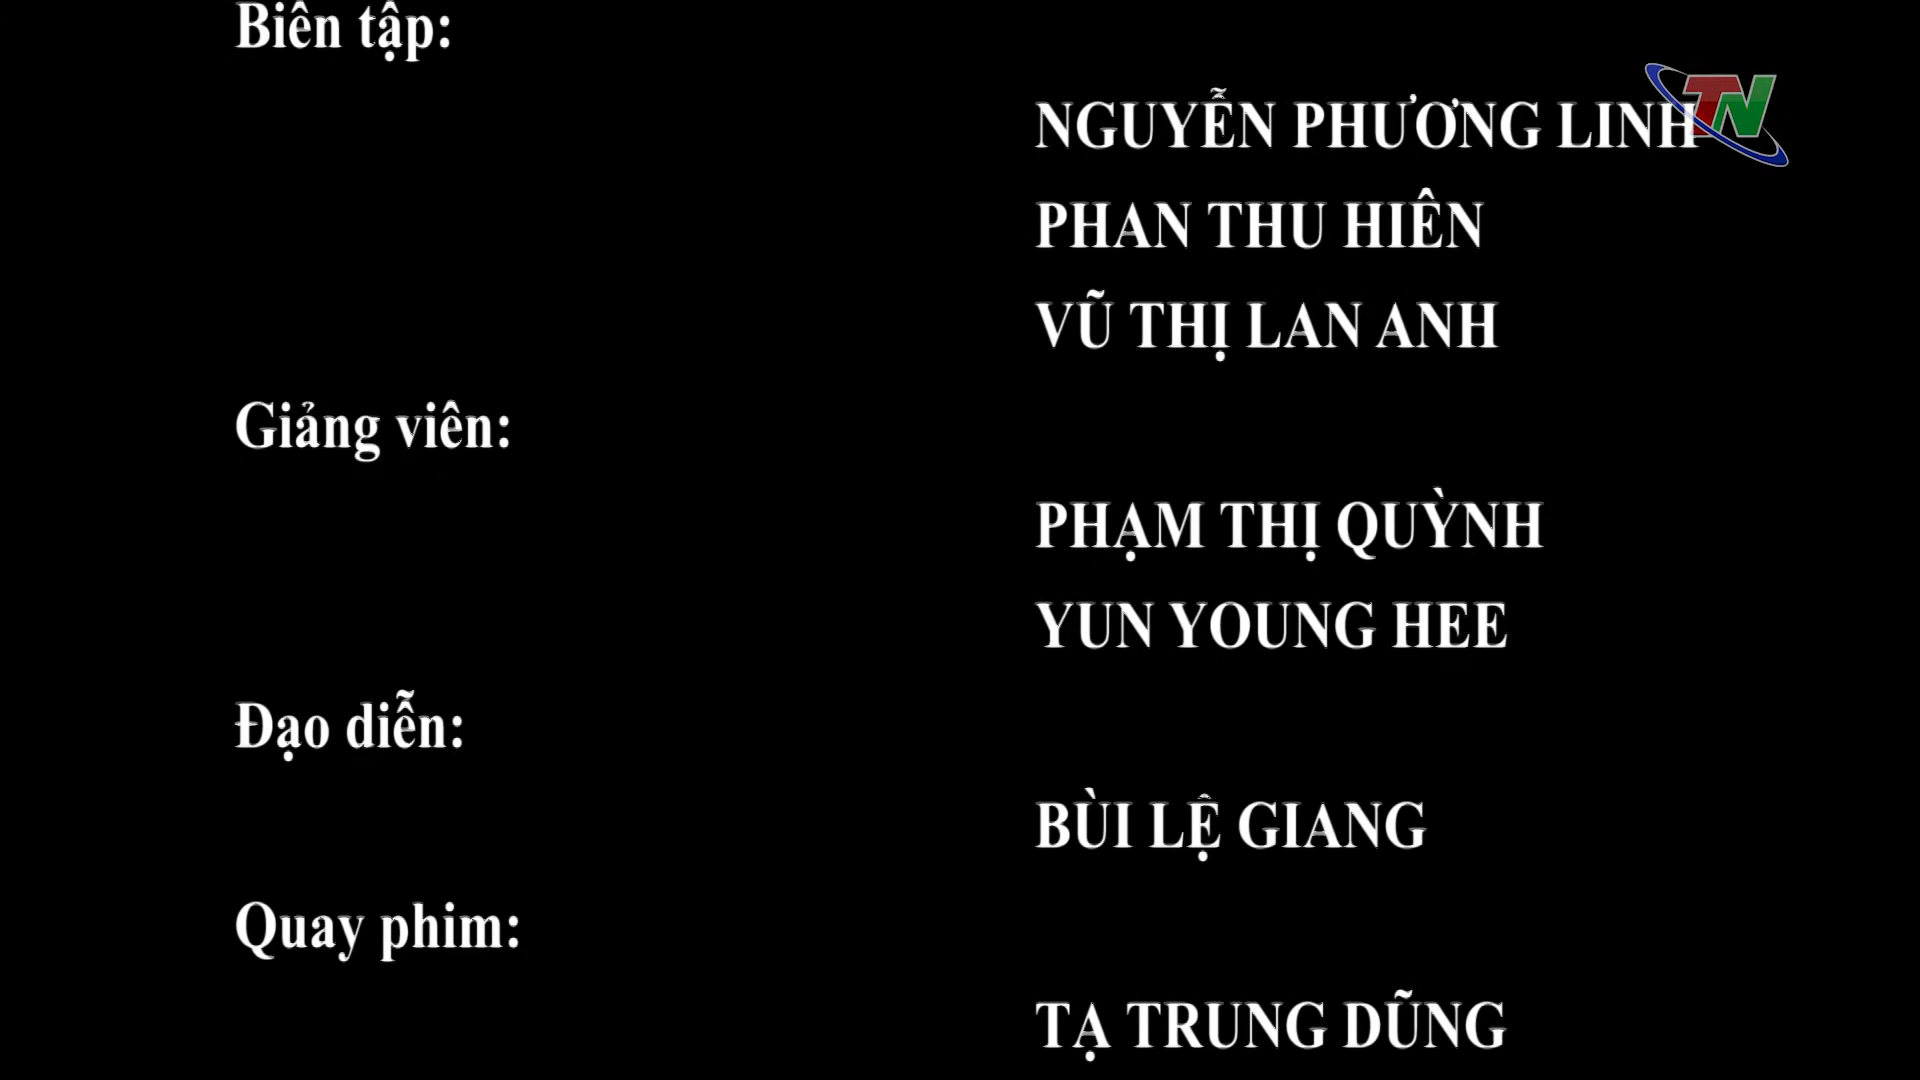 Biên tập:
NGUYỄN PHƯƠNG LINH
TN
PHAN THU HIÊN
VŨ THỊ LAN ANH
Giảng viên:
PHẠM THỊ QUỲNH
YUN YOUNG HEE
Đạo diễn:
BÙI LỆ GIANG
Quay phim:
TẠ TRUNG DŨNG